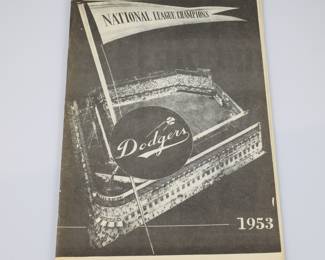 NATIONAL LEAGUE CHAMPIONS
Dodgers
1953